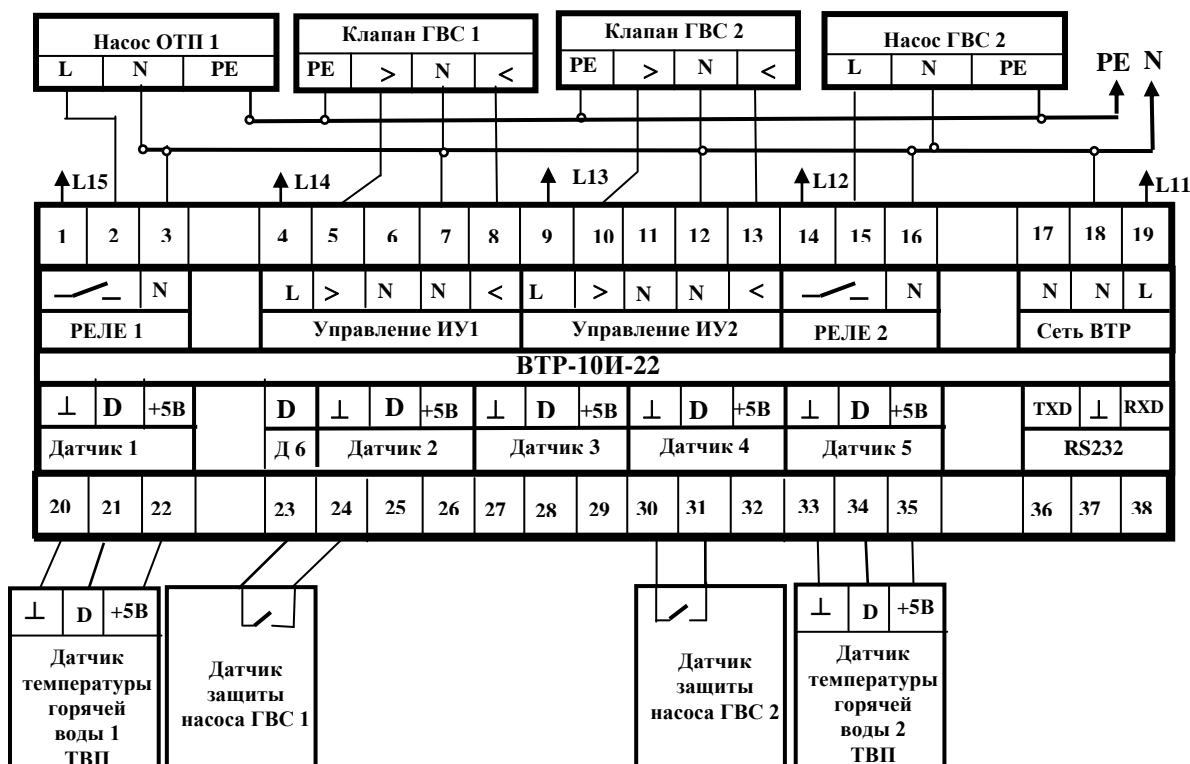 Насос ОТП 1
L N PE
Клапан ГВС 1
PE > N <
Клапан ГВС 2
PE > N <
Насос ГВС 2
L N PE
PE N
L15 L14 L13 L12 L11
1 2 3 4 5 6 7 8 9 10 11 12 13 14 15 16 17 18 19
N L > N N < L > N N < N N N L
РЕЛЕ 1 Управление ИУ1 Управление ИУ2 РЕЛЕ 2 Сеть ВТР
ВТР-10И-22
⊥ D +5В D ⊥ D +5В ⊥ D +5В ⊥ D +5В ⊥ D +5В TXD ⊥ RXD
Датчик 1 Д 6 Датчик 2 Датчик 3 Датчик 4 Датчик 5 RS232
20 21 22 23 24 25 26 27 28 29 30 31 32 33 34 35 36 37 38
⊥ D +5В
Датчик
температуры
горячей
воды 1
ТВП
Датчик
защиты
насоса ГВС 1
Датчик
защиты
насоса ГВС 2
⊥ D +5В
Датчик
температуры
горячей
воды 2
ТВП